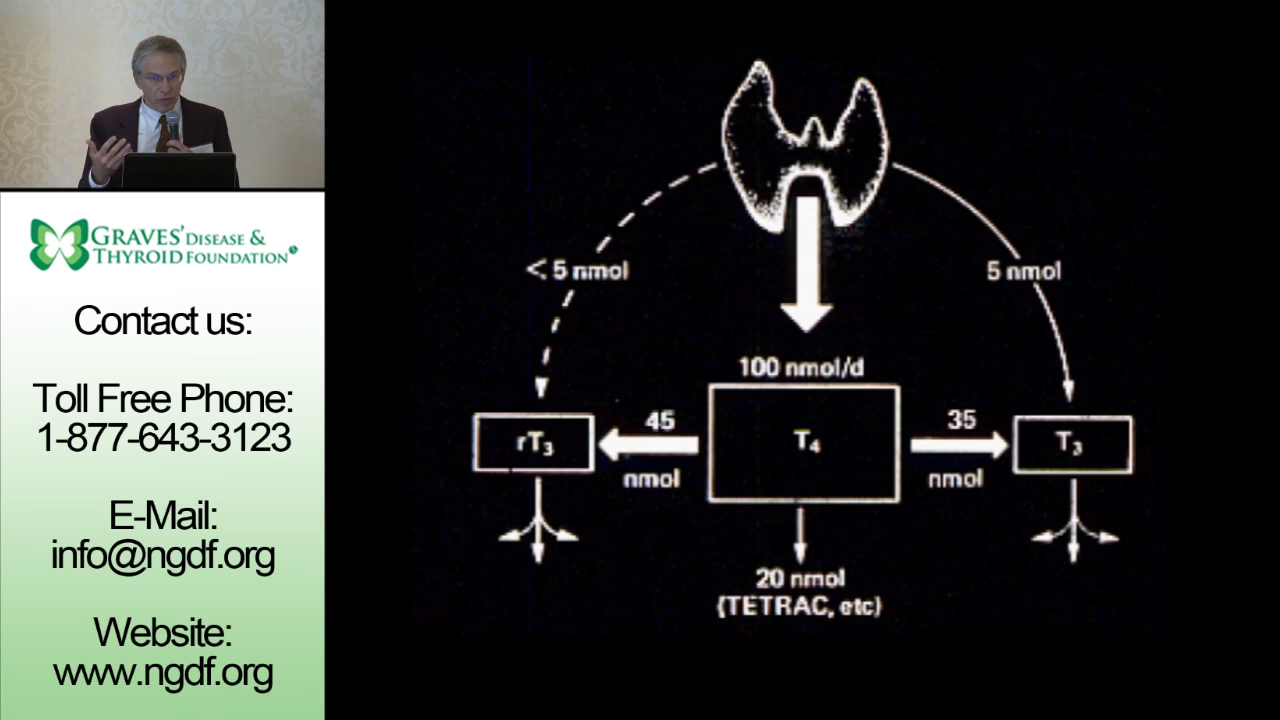 GRAVES' DISEASE &
THYROID FOUNDATION
Contact us:
Toll Free Phone:
1-877-643-3123
E-Mail:
info@ngdf.org
Website:
www.ngdf.org
< 5 nmol
5 nmol
100 nmol/d
rT₃
45
nmol
T₄
35
nmol
T₃
20 nmol
(TETRAC, etc)